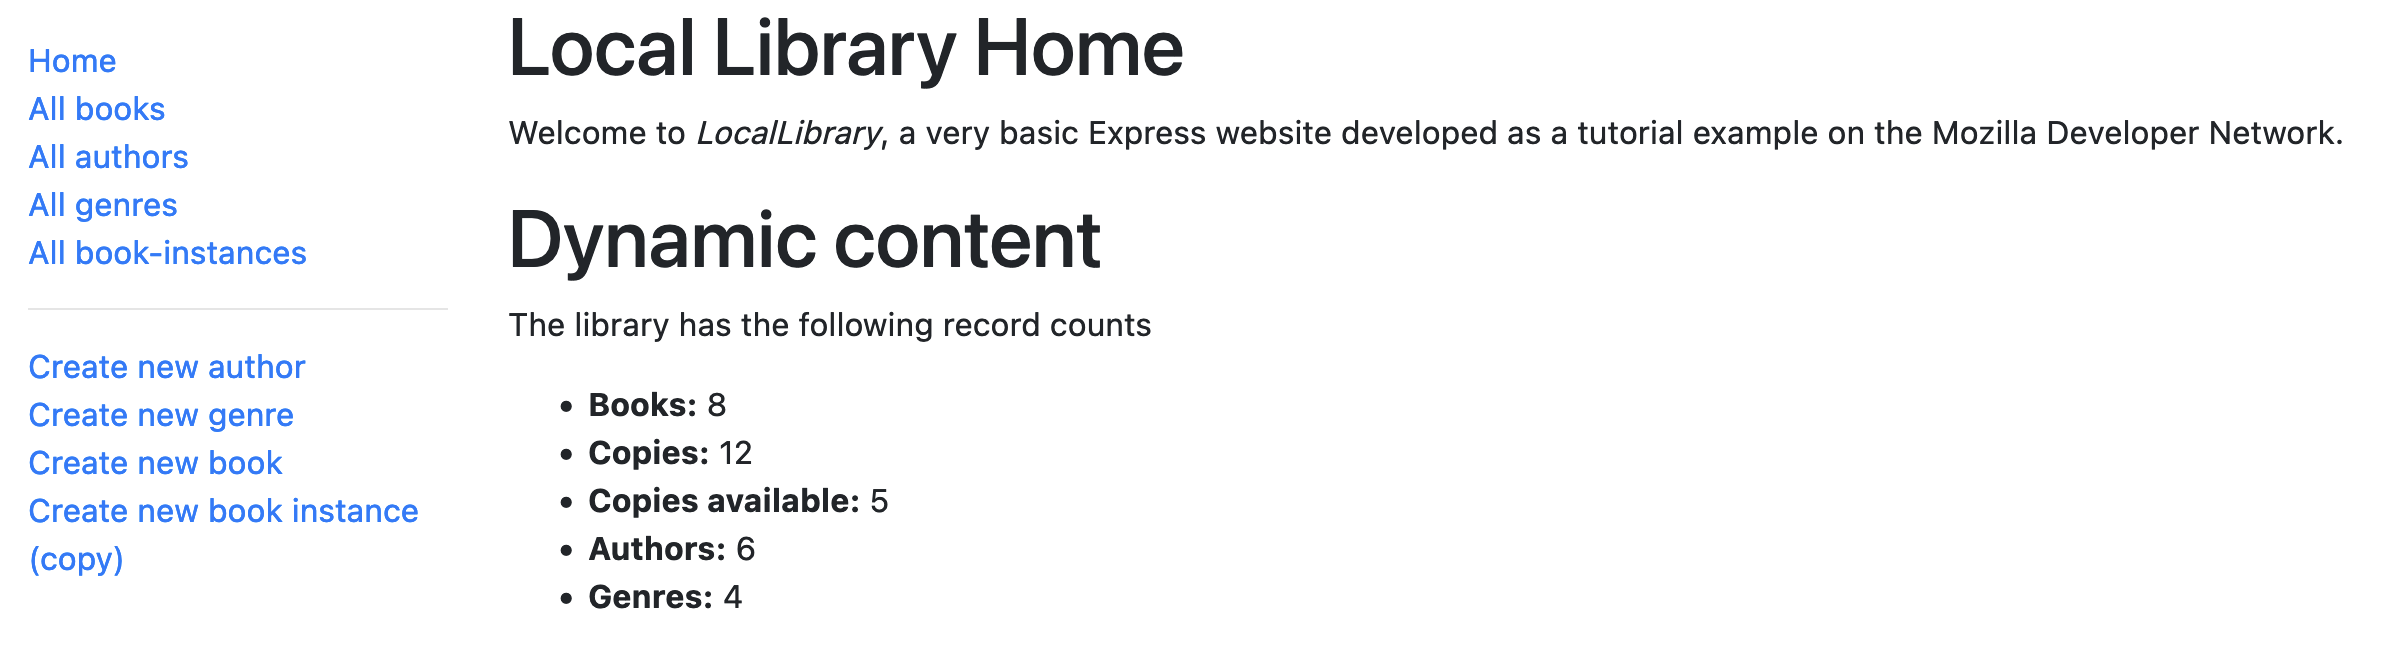 Home
All books
All authors
All genres
All book-instances
Create new author
Create new genre
Create new book
Create new book instance
(copy)
Local Library Home
Welcome to LocalLibrary, a very basic Express website developed as a tutorial example on the Mozilla Developer Network.
Dynamic content
The library has the following record counts
• Books: 8
• Copies: 12
• Copies available: 5
• Authors: 6
• Genres: 4